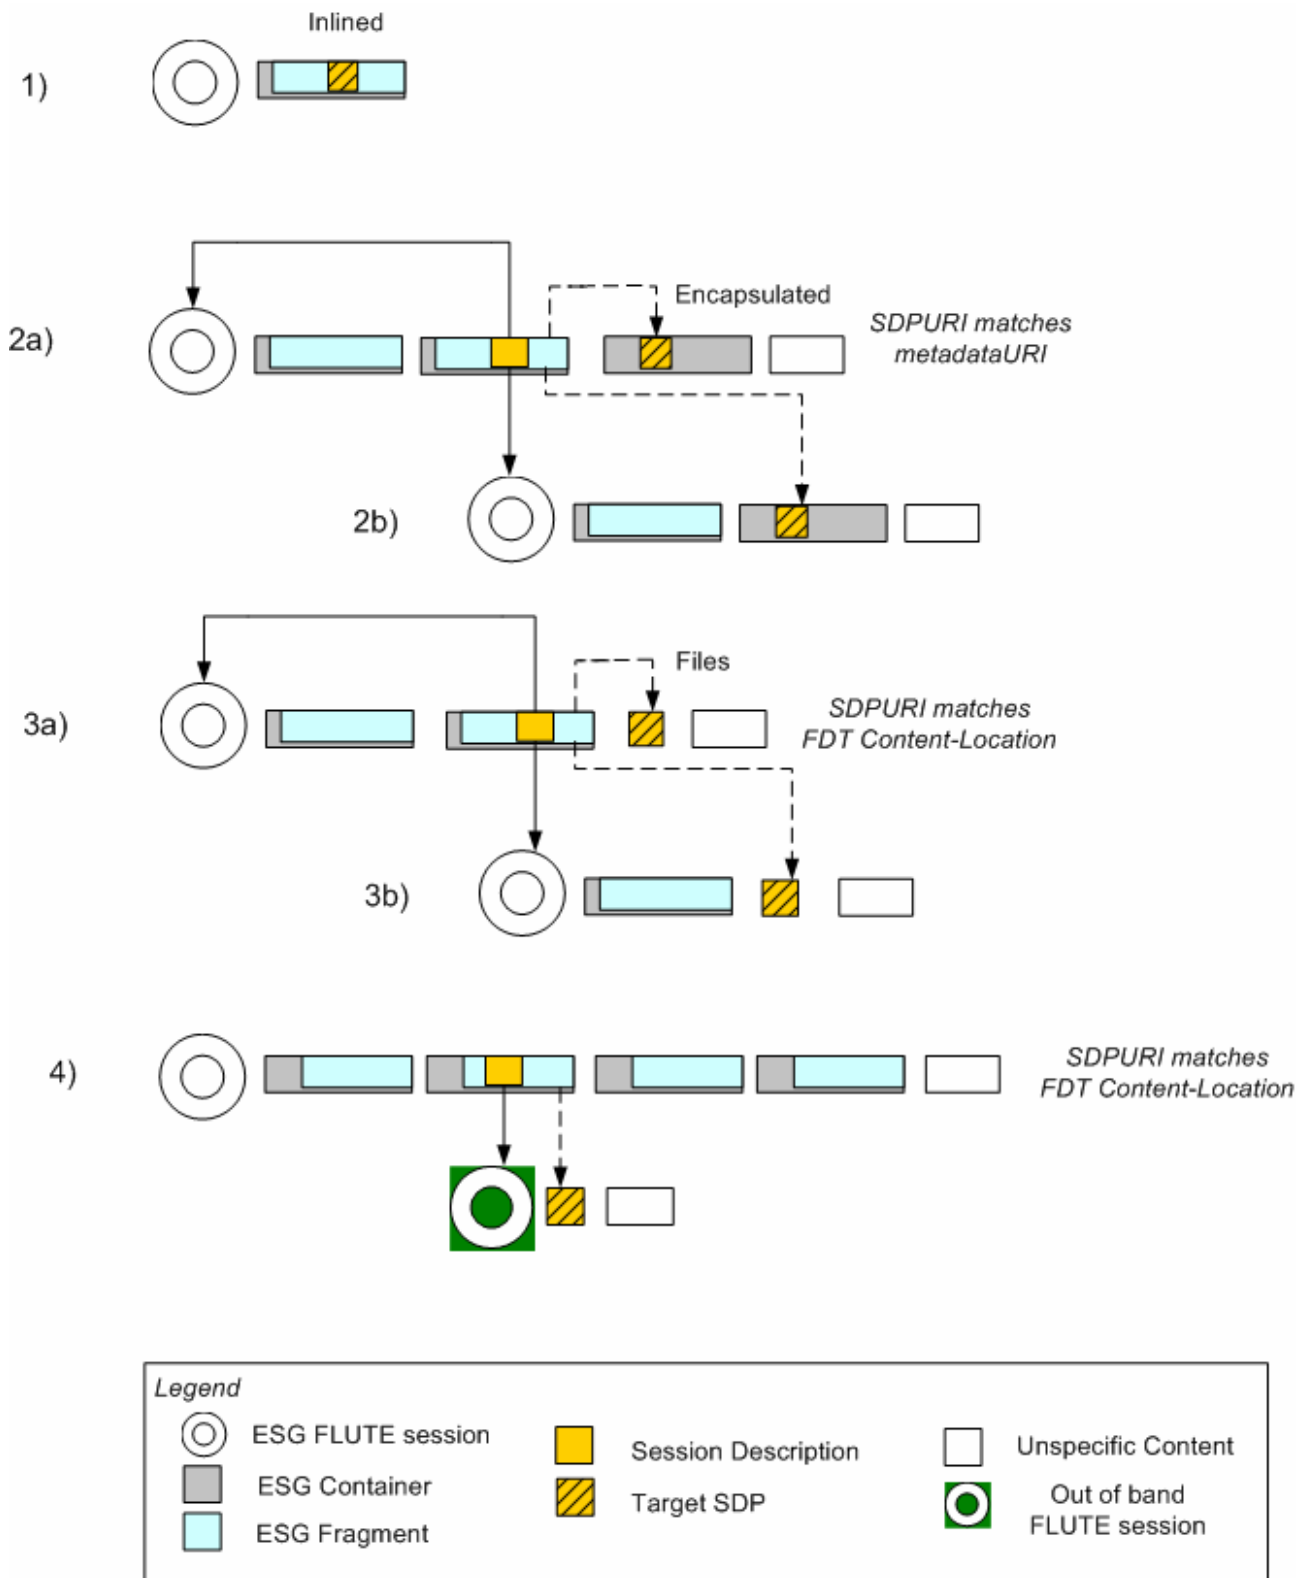 Inlined
1)
Encapsulated
2a)
SDPURI matches
metadataURI
2b)
Files
3a)
SDPURI matches
FDT Content-Location
3b)
4)
SDPURI matches
FDT Content-Location
Legend
ESG FLUTE session
ESG Container
ESG Fragment
Session Description
Target SDP
Unspecific Content
Out of band
FLUTE session